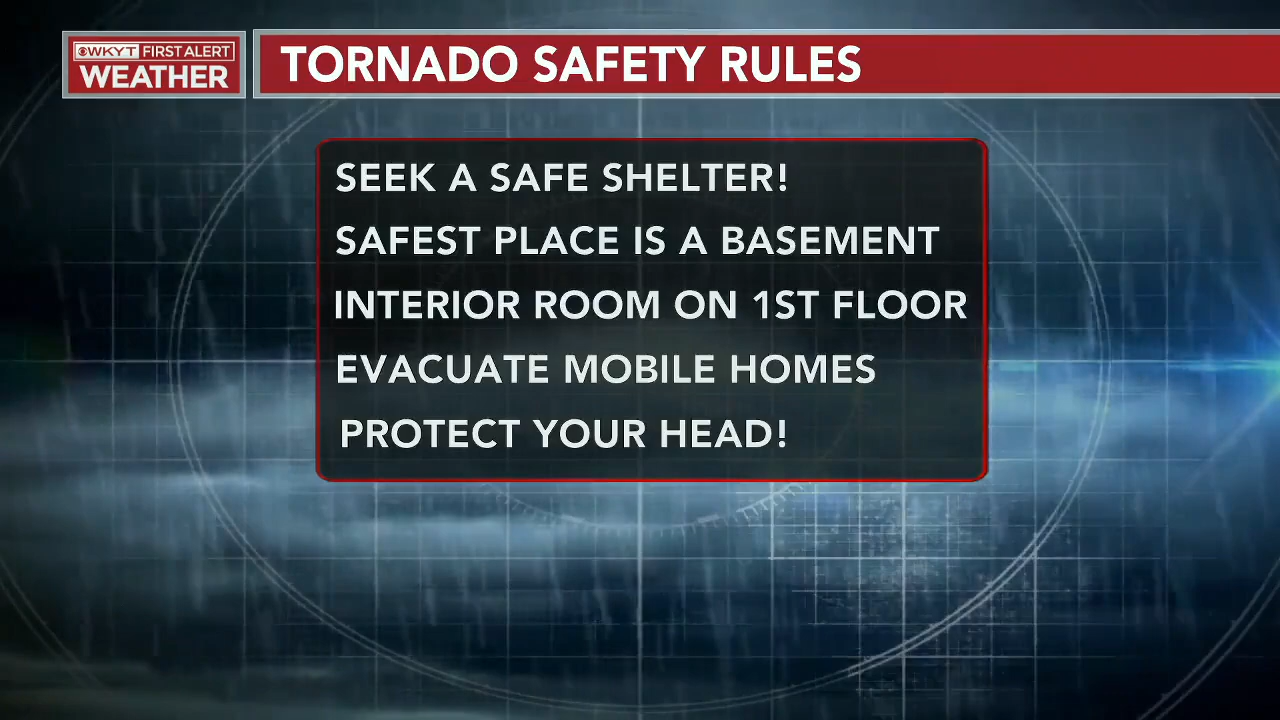 WKYT FIRST ALERT
WEATHER
TORNADO SAFETY RULES
SEEK A SAFE SHELTER!
SAFEST PLACE IS A BASEMENT
INTERIOR ROOM ON 1ST FLOOR
EVACUATE MOBILE HOMES
PROTECT YOUR HEAD!